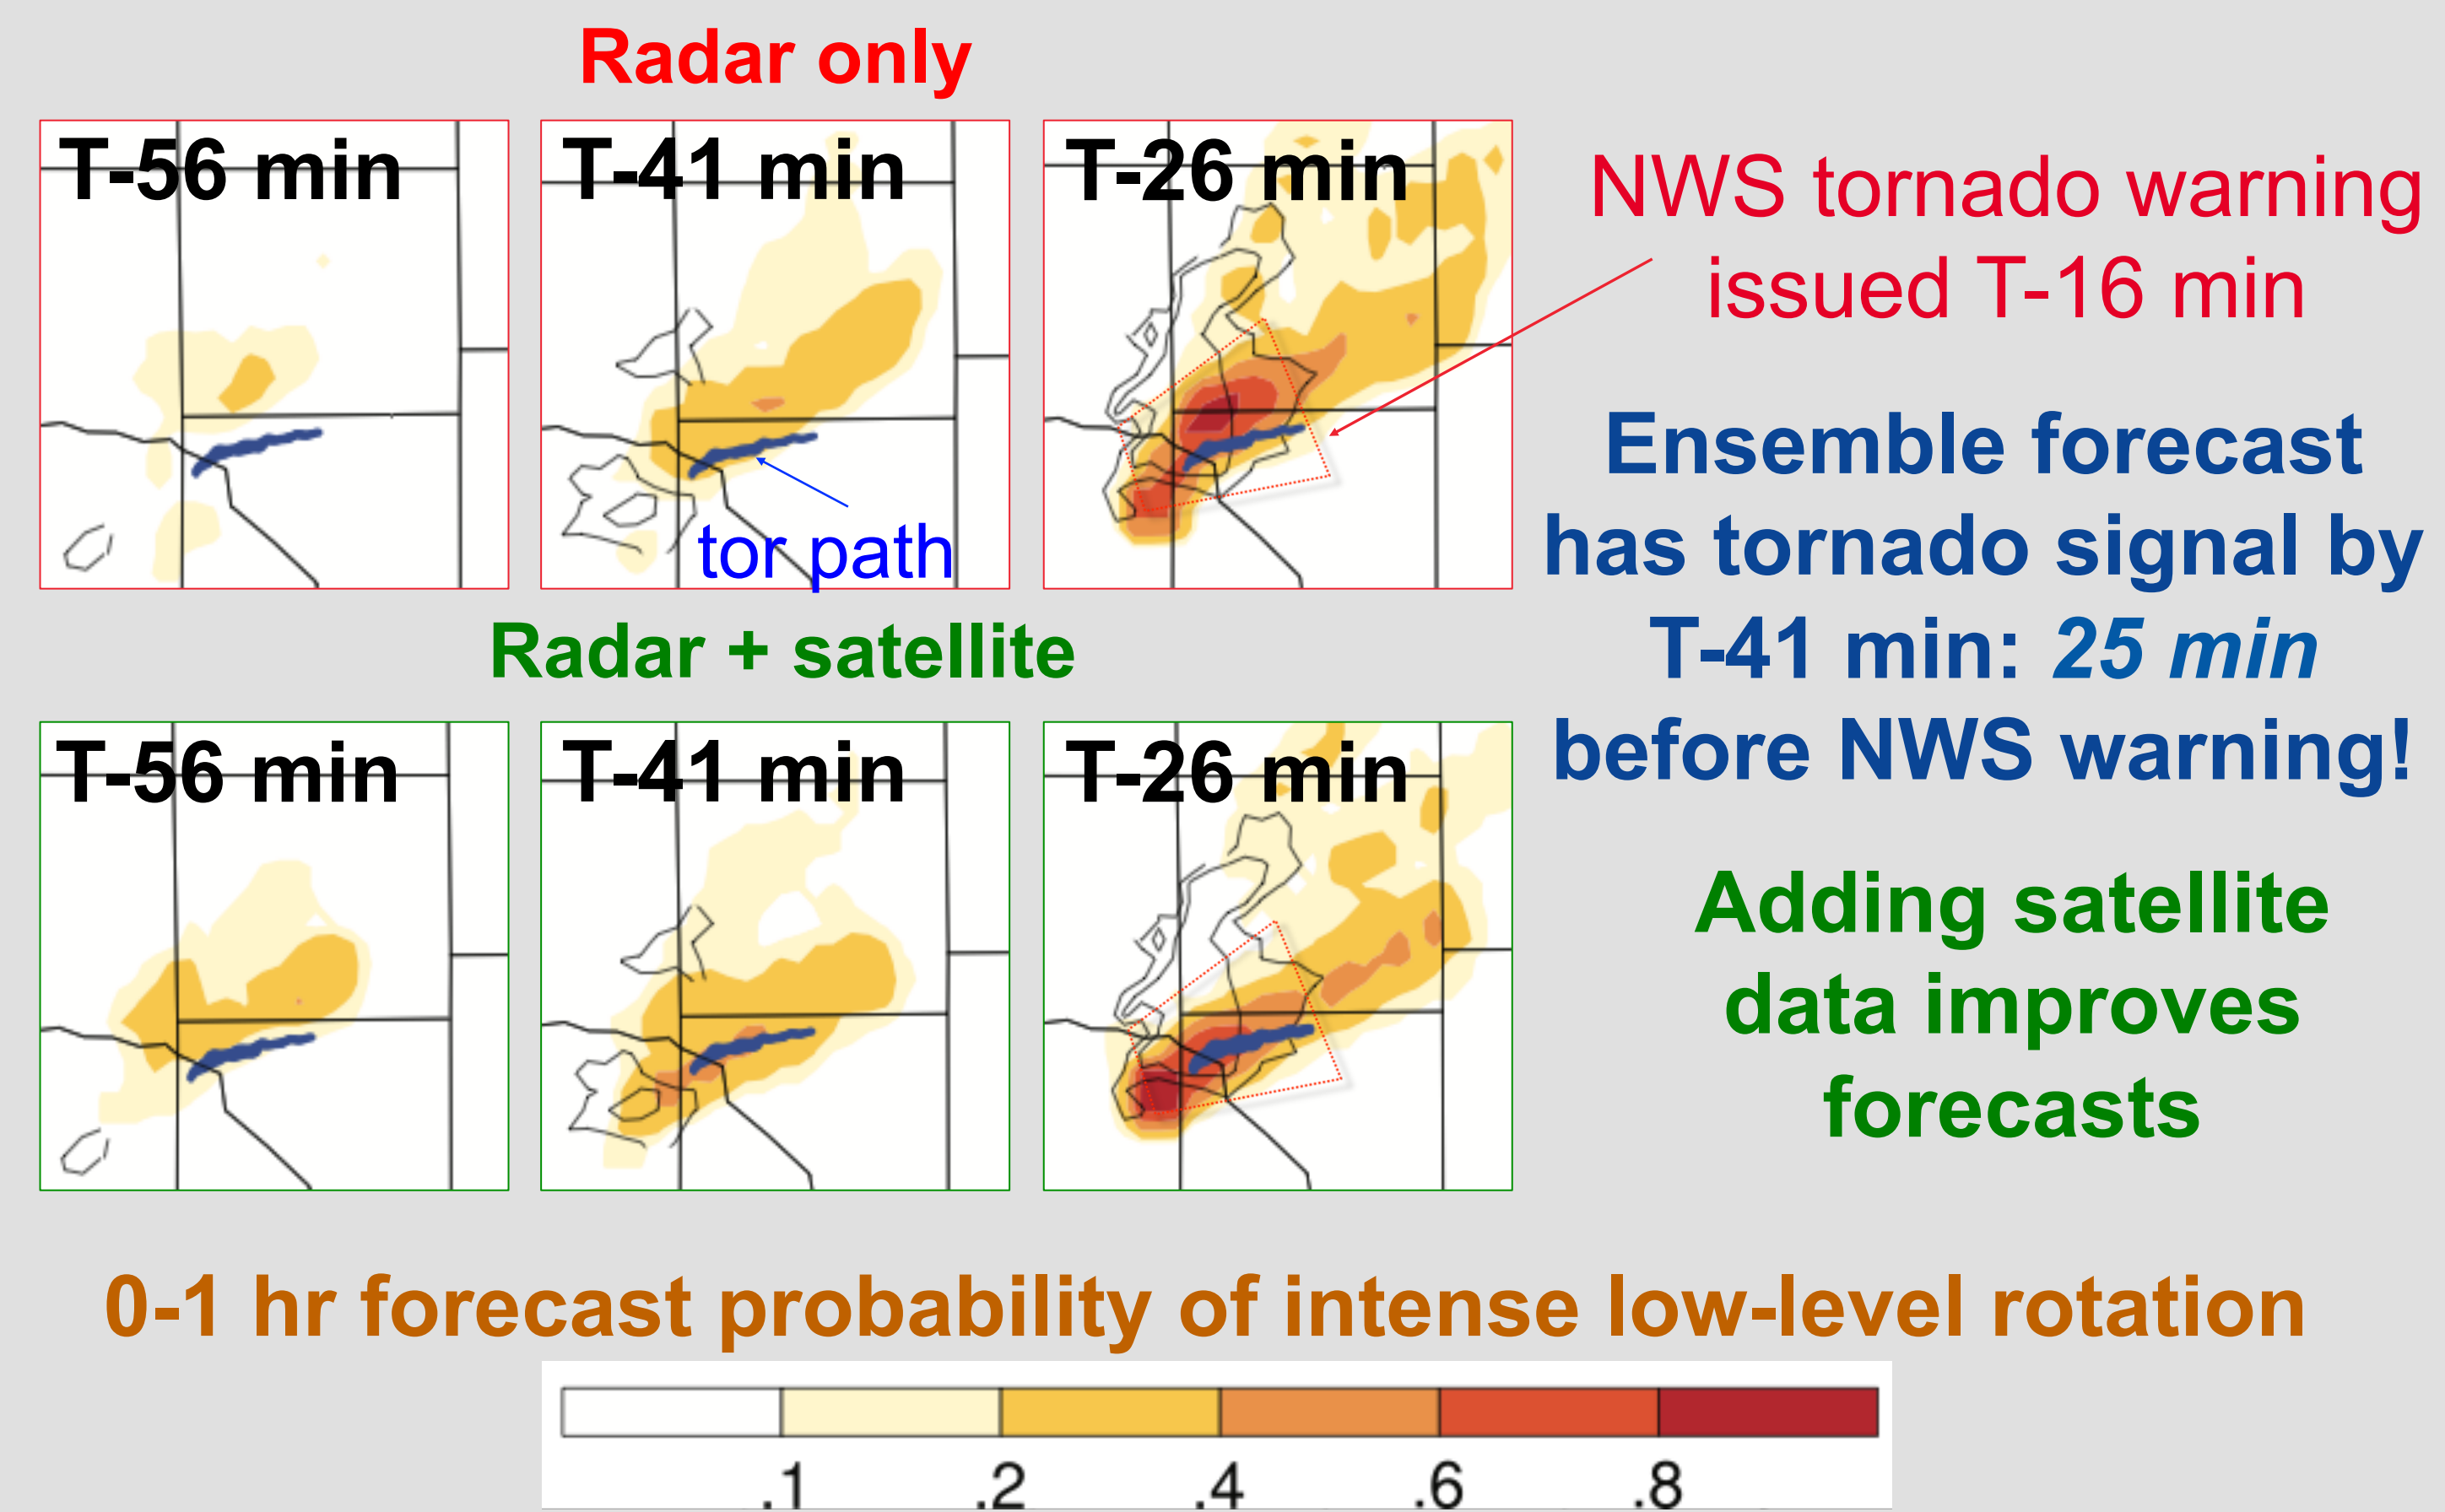 Radar only
T-56 min
T-41 min
T-26 min
tor path
NWS tornado warning
issued T-16 min
Ensemble forecast
has tornado signal by
T-41 min: 25 min
before NWS warning!
Radar + satellite
T-56 min
T-41 min
T-26 min
Adding satellite
data improves
forecasts
0-1 hr forecast probability of intense low-level rotation
.1 .2 .4 .6 .8